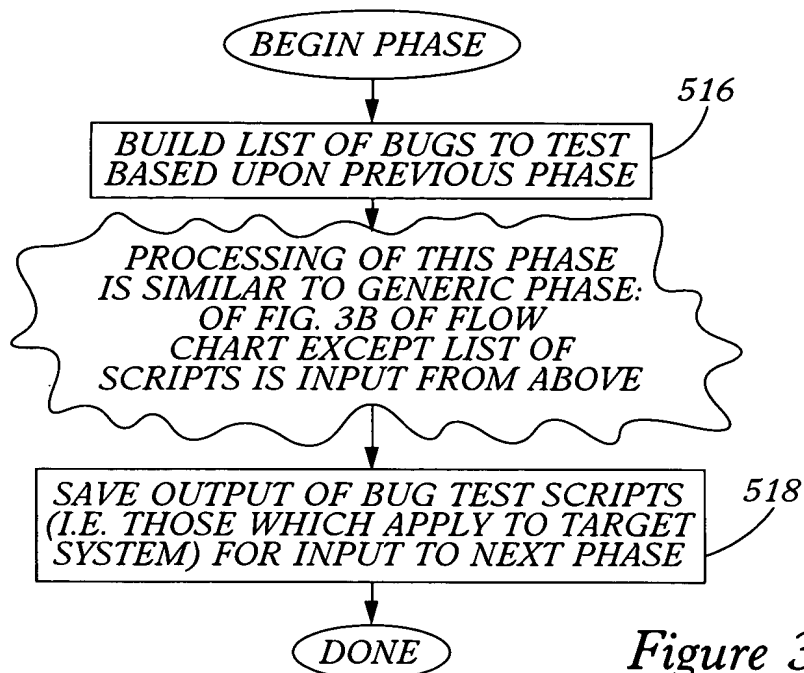 BEGIN PHASE
516
BUILD LIST OF BUGS TO TEST
BASED UPON PREVIOUS PHASE
PROCESSING OF THIS PHASE
IS SIMILAR TO GENERIC PHASE:
OF FIG. 3B OF FLOW
CHART EXCEPT LIST OF
SCRIPTS IS INPUT FROM ABOVE
SAVE OUTPUT OF BUG TEST SCRIPTS
(I.E. THOSE WHICH APPLY TO TARGET
SYSTEM) FOR INPUT TO NEXT PHASE
518
DONE
Figure 3